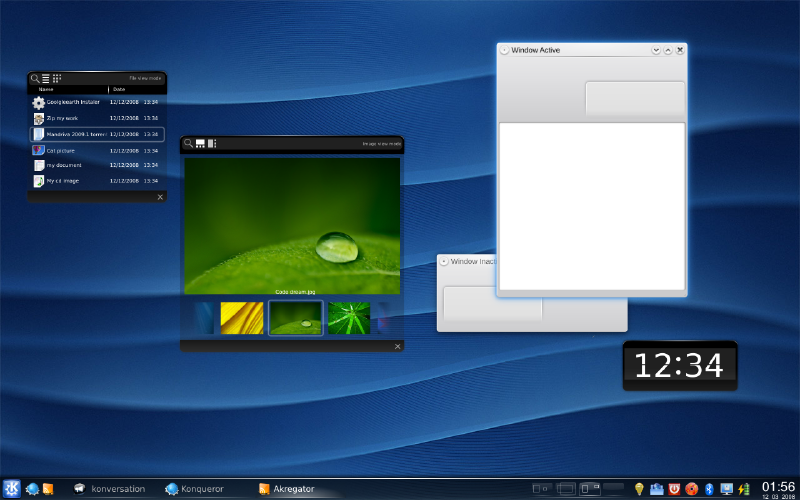 File view mode
Name Date
Googleearth Instaler 12/12/2008 13:34
Zip my work 12/12/2008 13:34
Mandriva 2009.1 torren 12/12/2008 13:34
Cat picture 12/12/2008 13:34
my document 12/12/2008 13:34
My cd image 12/12/2008 13:34
Image view mode
Code dream.jpg
Window Active
Window Inact
12:34
konversation
Konqueror
Akregator
01:56
12 03 2008